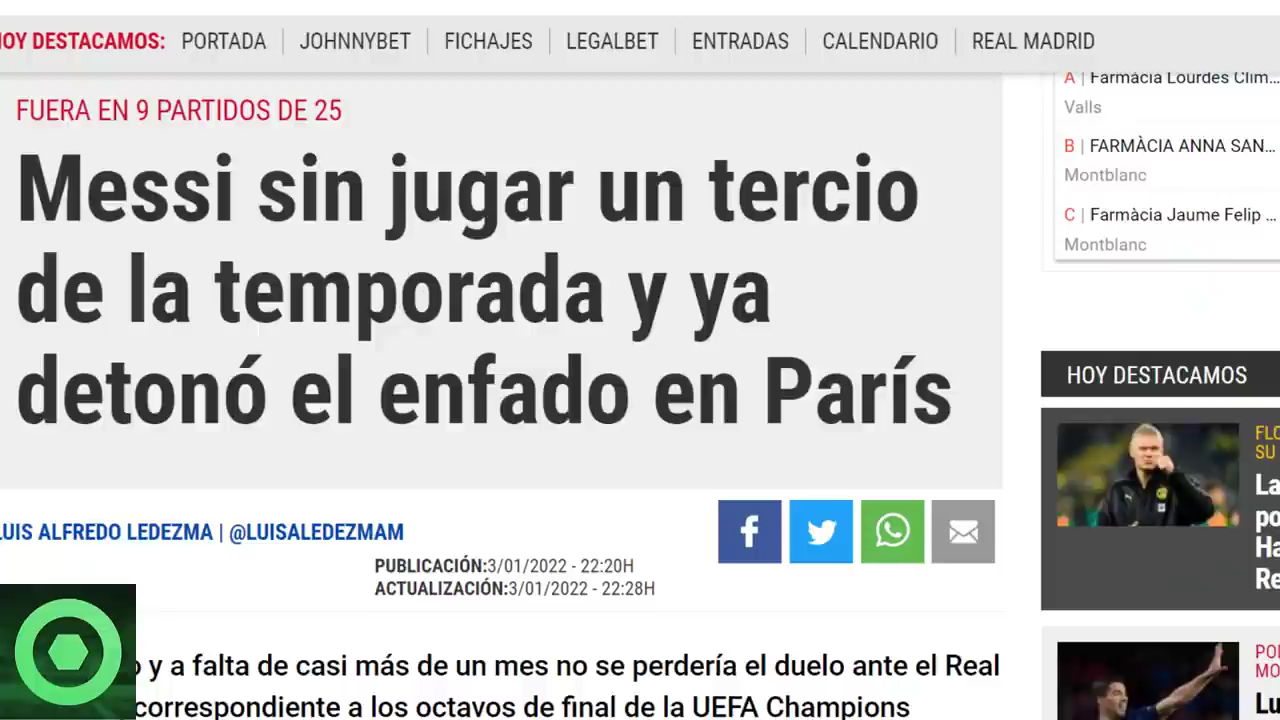 HOY DESTACAMOS: PORTADA | JOHNNYBET | FICHAJES | LEGALBET | ENTRADAS | CALENDARIO | REAL MADRID
FUERA EN 9 PARTIDOS DE 25
Messi sin jugar un tercio
de la temporada y ya
detonó el enfado en París
LUIS ALFREDO LEDEZMA | @LUISALEDEZMAM
PUBLICACIÓN:3/01/2022 - 22:20H
ACTUALIZACIÓN:3/01/2022 - 22:28H
y a falta de casi más de un mes no se perdería el duelo ante el Real
correspondiente a los octavos de final de la UEFA Champions
A | Farmàcia Lourdes Clim...
Valls
B | FARMÀCIA ANNA SAN...
Montblanc
C | Farmàcia Jaume Felip ...
Montblanc
HOY DESTACAMOS
SU
La